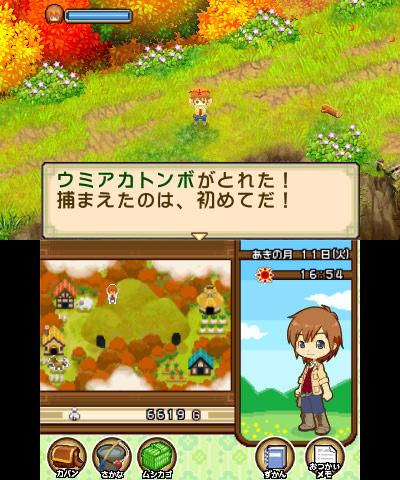 ウミアカトンボがとれた！
捕まえたのは、初めてだ！
あきの月 11日(火)
16:54
6619 G
カバン
さかな
ムシカゴ
ずかん
おつかい
メモ